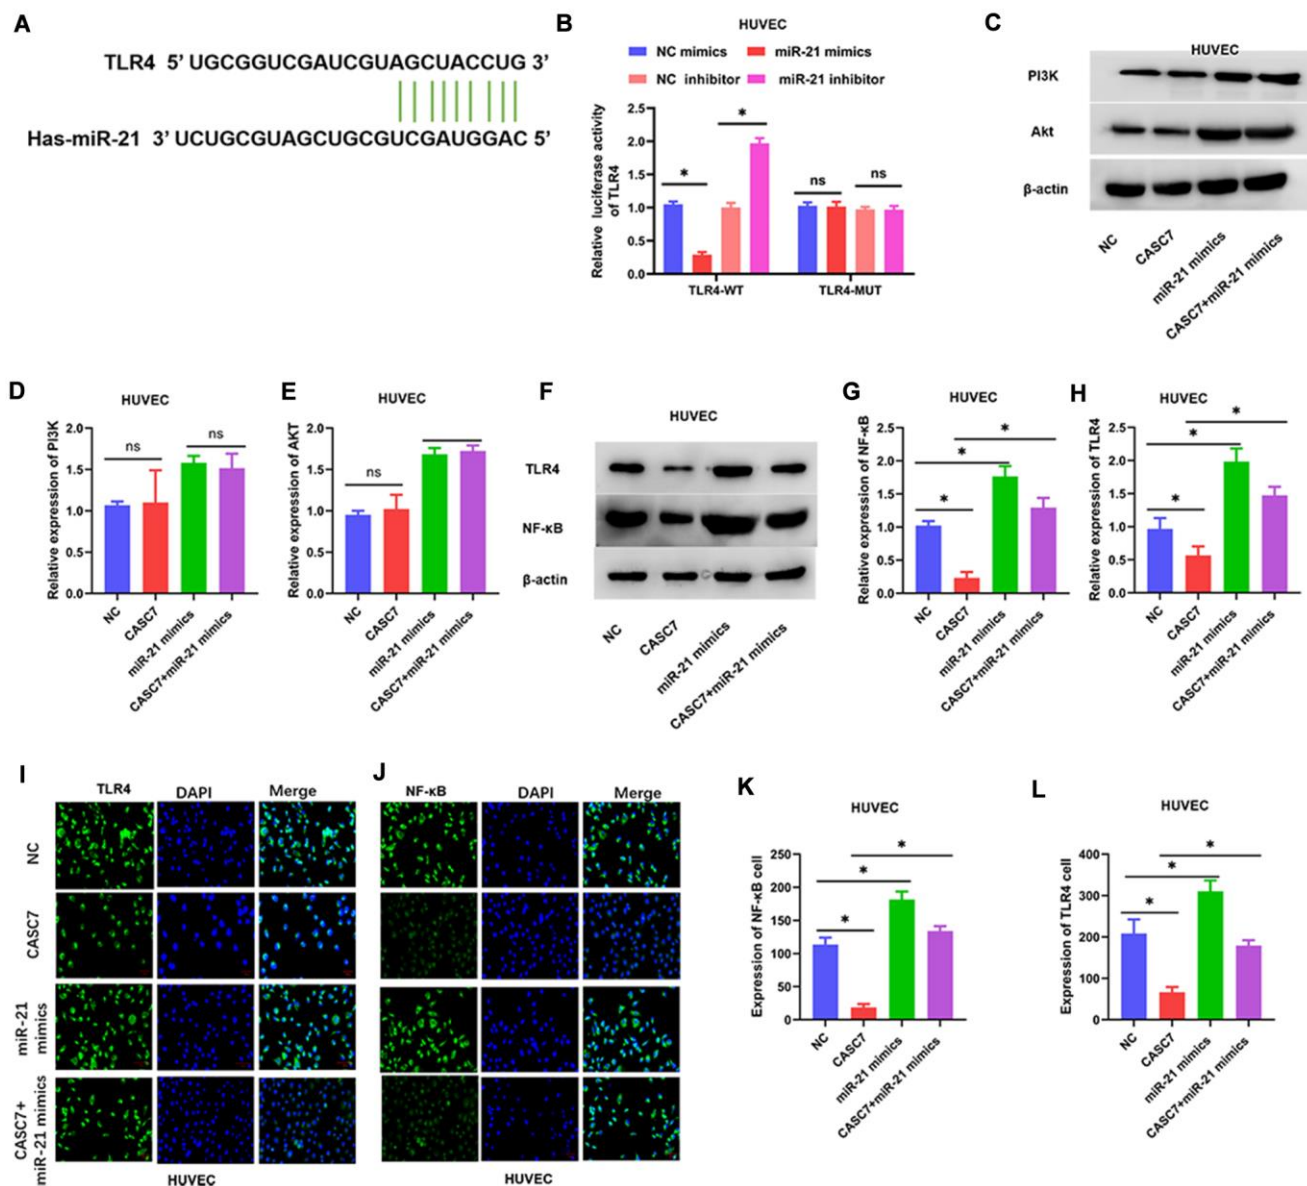 A
TLR4 5’ UGCGGUCGAUCGUAGCUACCUG 3’
Has-miR-21 3’ UCUGCGUAGCUGCGUCGAUGGAC 5’
B
HUVEC
NC mimics miR-21 mimics
NC inhibitor miR-21 inhibitor
Relative luciferase activity
of TLR4
2.5
2.0
1.5
1.0
0.5
0.0
* * ns ns
TLR4-WT TLR4-MUT
C
HUVEC
PI3K
Akt
β-actin
NC CASC7 miR-21 mimics CASC7+miR-21 mimics
D
HUVEC
Relative expression of PI3K
2.0
1.5
1.0
0.5
0.0
ns ns
NC CASC7 miR-21 mimics CASC7+miR-21 mimics
E
HUVEC
Relative expression of AKT
2.0
1.5
1.0
0.5
0.0
ns
NC CASC7 miR-21 mimics CASC7+miR-21 mimics
F
HUVEC
TLR4
NF-κB
β-actin
NC CASC7 miR-21 mimics CASC7+miR-21 mimics
G
HUVEC
Relative expression of NF-κB
2.5
2.0
1.5
1.0
0.5
0.0
* * *
NC CASC7 miR-21 mimics CASC7+miR-21 mimics
H
HUVEC
Relative expression of TLR4
2.5
2.0
1.5
1.0
0.5
0.0
* * *
NC CASC7 miR-21 mimics CASC7+miR-21 mimics
I
TLR4 DAPI Merge
NC
CASC7
miR-21
mimics
CASC7+
miR-21 mimics
HUVEC
J
NF-κB DAPI Merge
HUVEC
K
HUVEC
Expression of NF-κB cell
250
200
150
100
50
0
* * *
NC CASC7 miR-21 mimics CASC7+miR-21 mimics
L
HUVEC
Expression of TLR4 cell
400
300
200
100
0
* * *
NC CASC7 miR-21 mimics CASC7+miR-21 mimics